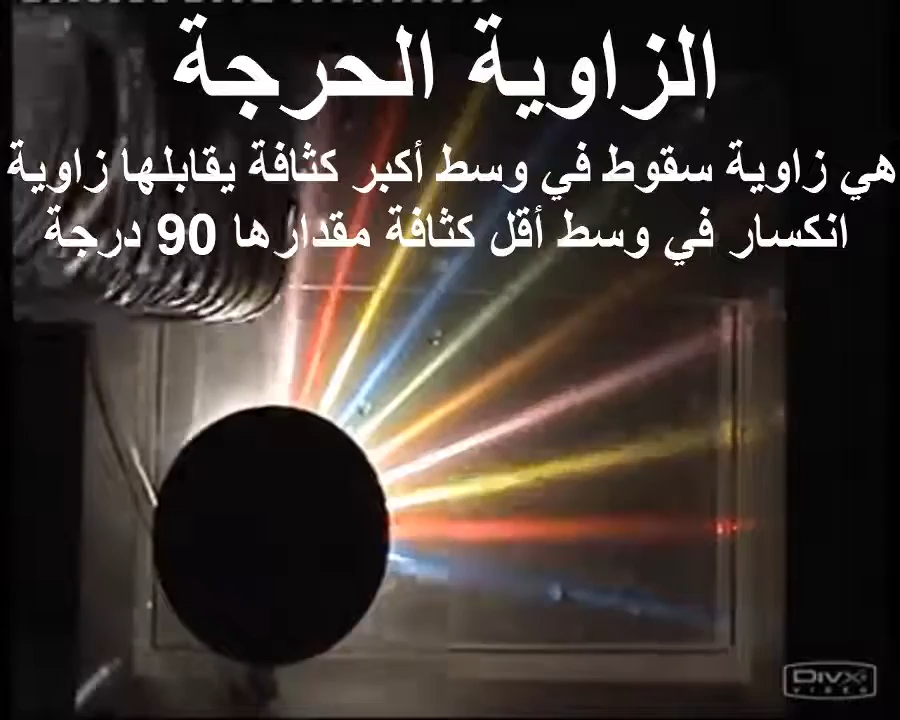 الزاوية الحرجة
هي زاوية سقوط في وسط أكبر كثافة يقابلها زاوية
انكسار في وسط أقل كثافة مقدارها 90 درجة
DivX
VIDEO